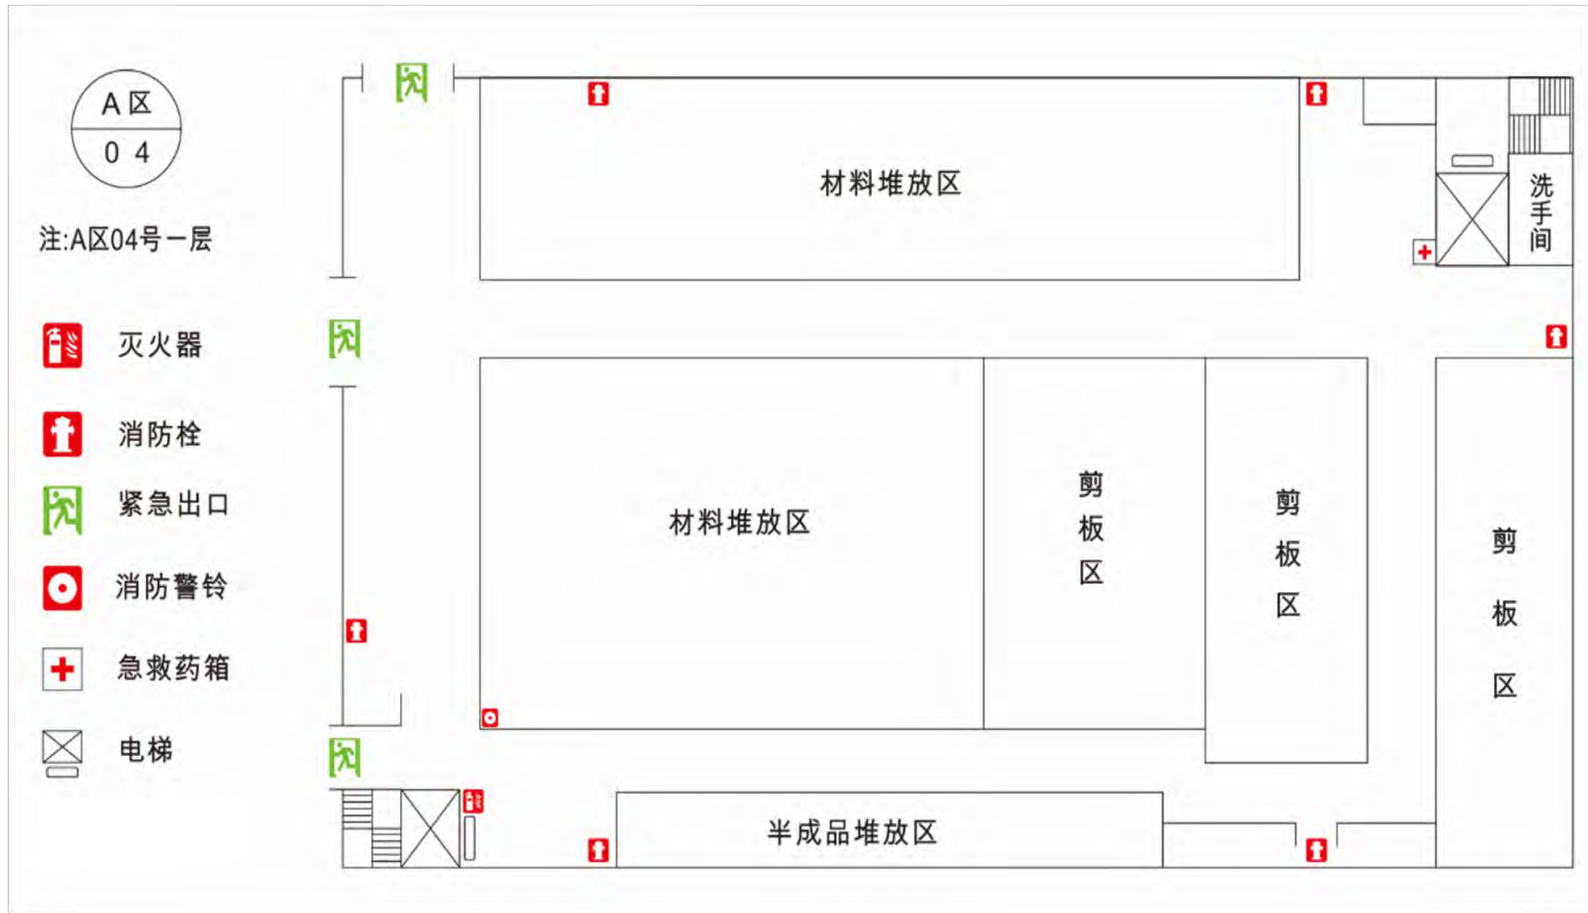 A区
04
注:A区04号一层
灭火器
消防栓
紧急出口
消防警铃
急救药箱
电梯
材料堆放区
洗手间
材料堆放区
剪板区
剪板区
剪板区
半成品堆放区